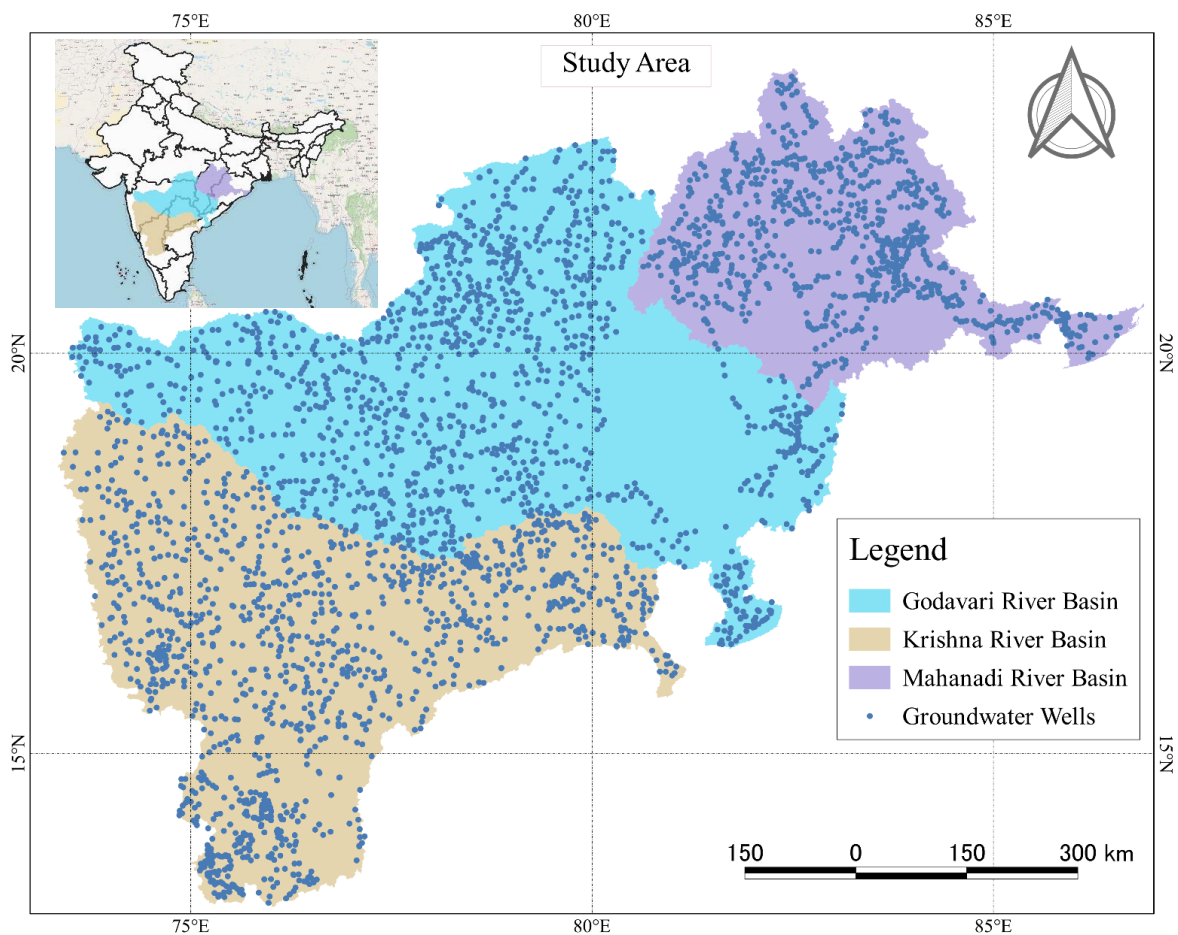 75°E 80°E 85°E
Study Area
20°N 20°N
Legend
Godavari River Basin
Krishna River Basin
Mahanadi River Basin
Groundwater Wells
15°N 15°N
150 0 150 300 km
75°E 80°E 85°E